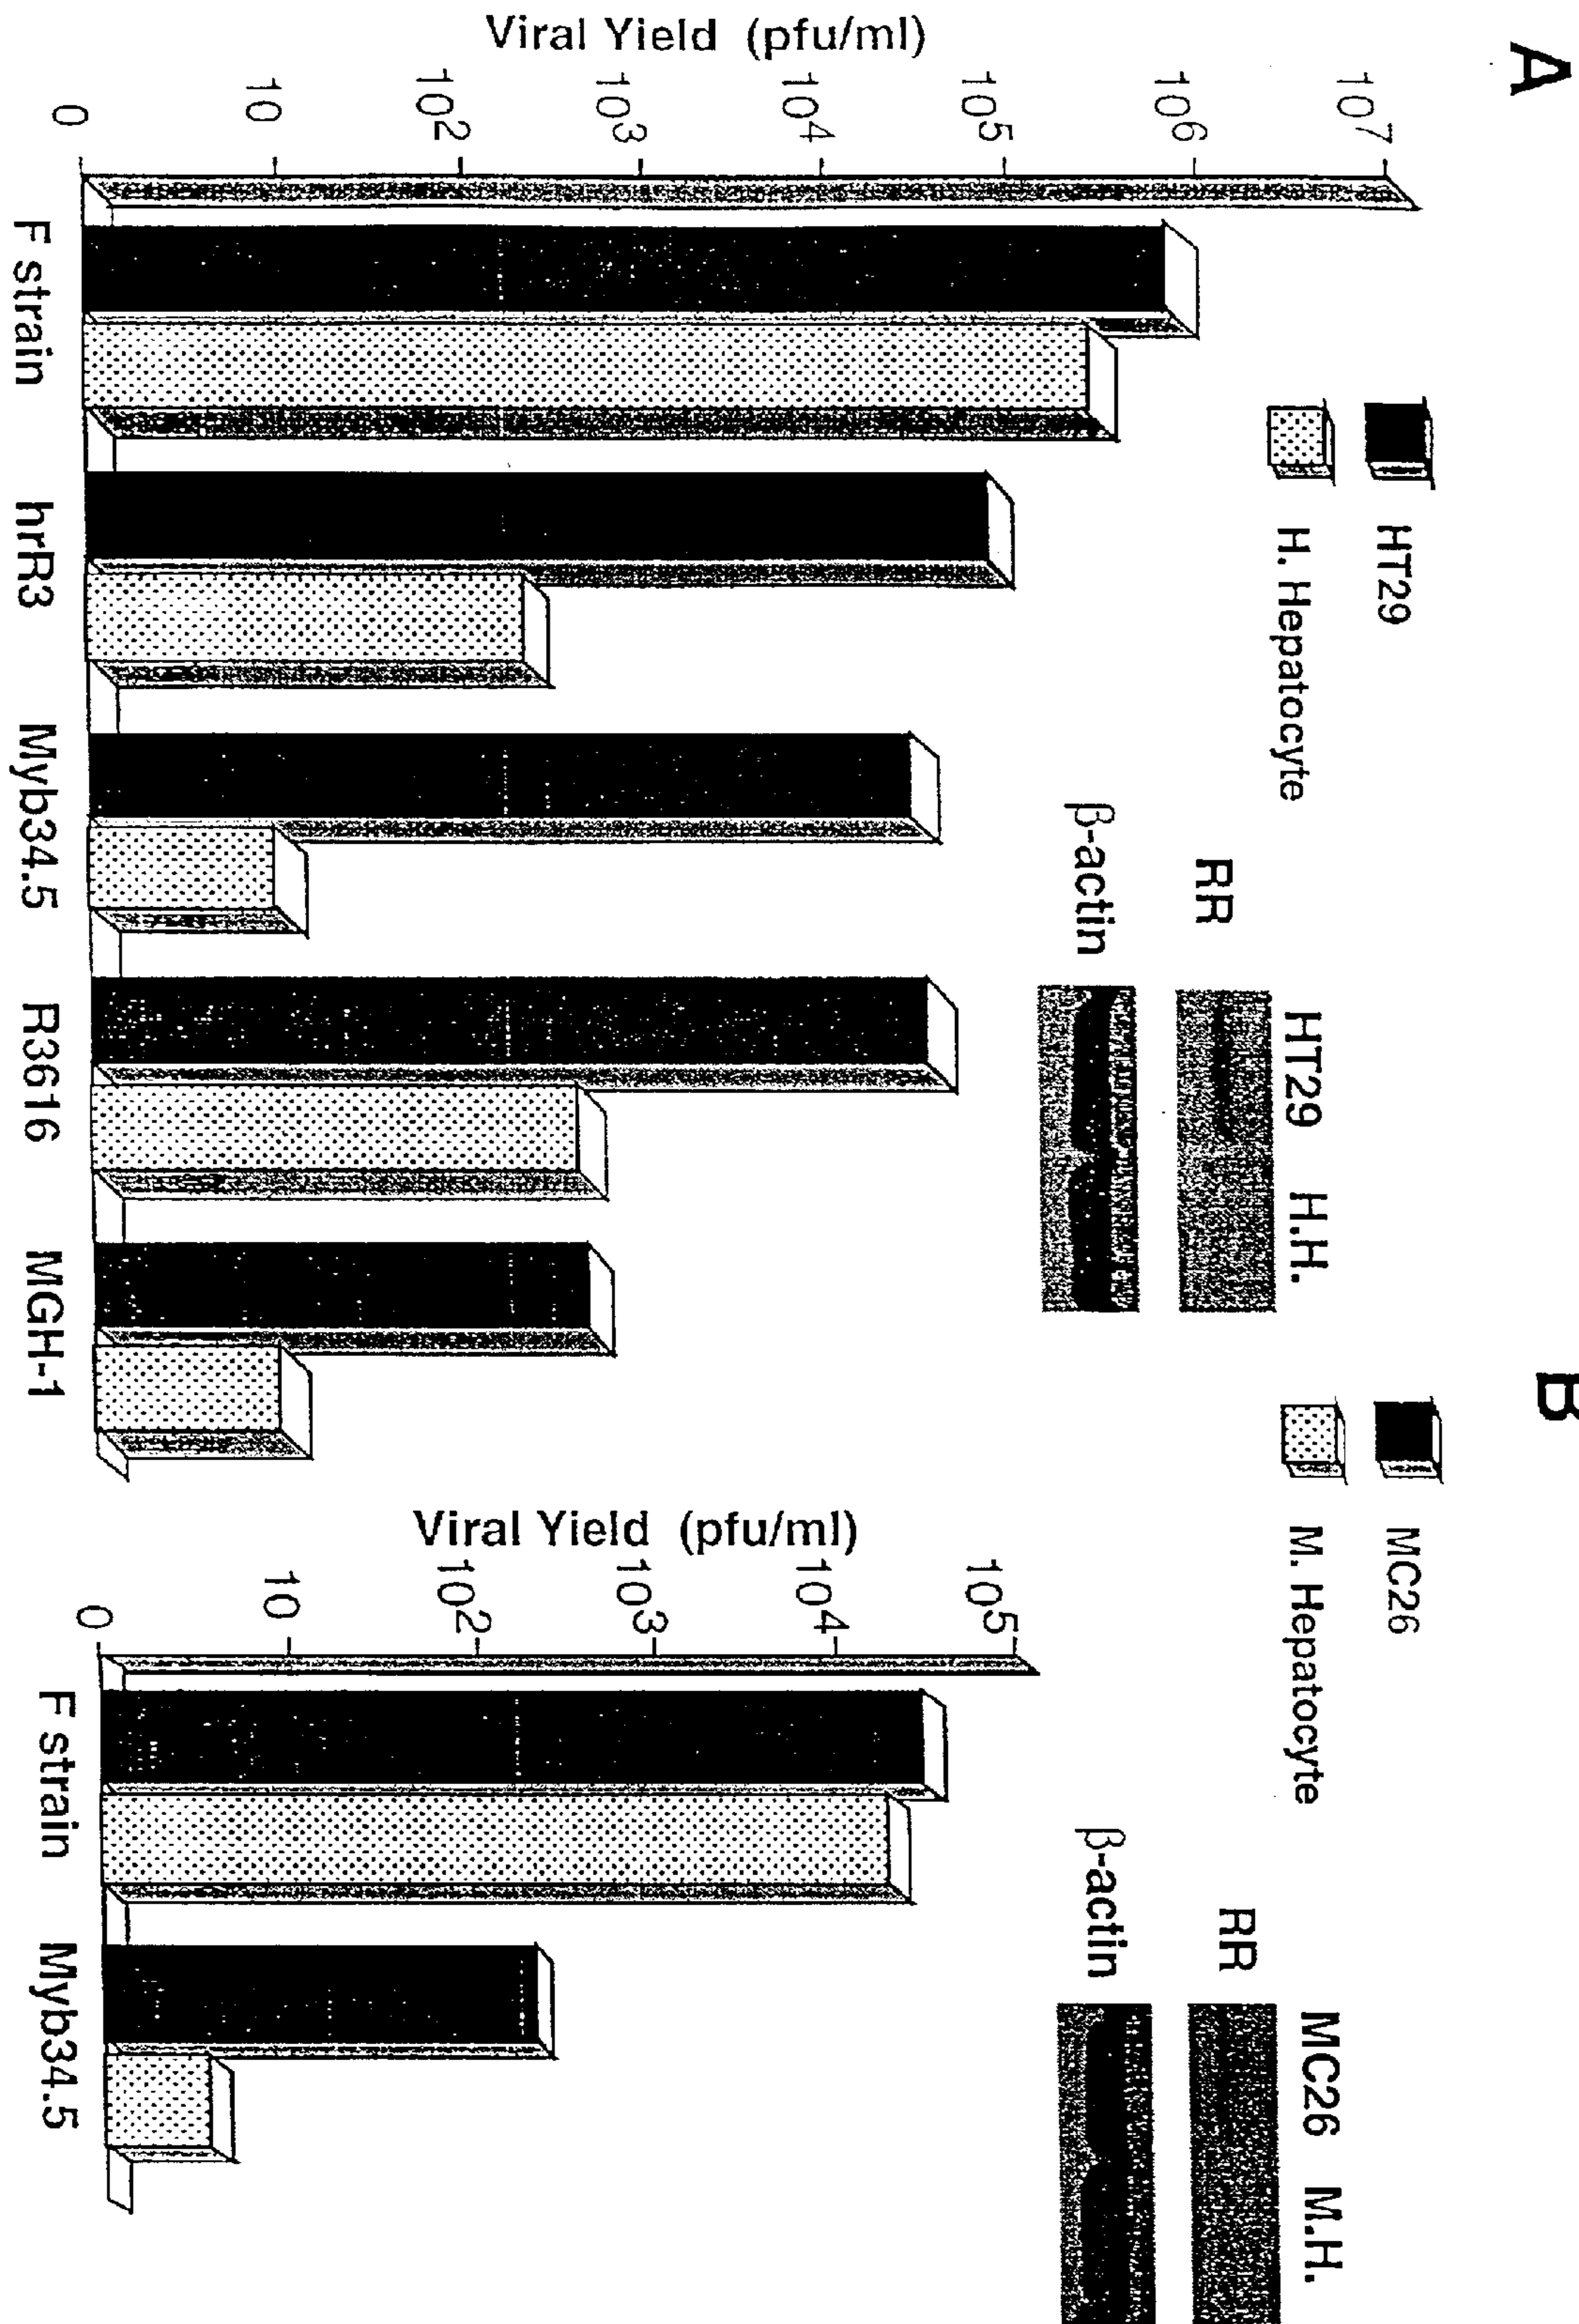 A
HT29
H. Hepatocyte
HT29 H.H.
RR
β-actin
Viral Yield (pfu/ml)
10⁷
10⁶
10⁵
10⁴
10³
10²
10
0
F strain hrR3 Myb34.5 R3616 MGH-1
B
MC26
M. Hepatocyte
MC26 M.H.
RR
β-actin
Viral Yield (pfu/ml)
10⁵
10⁴
10³
10²
10
0
F strain Myb34.5